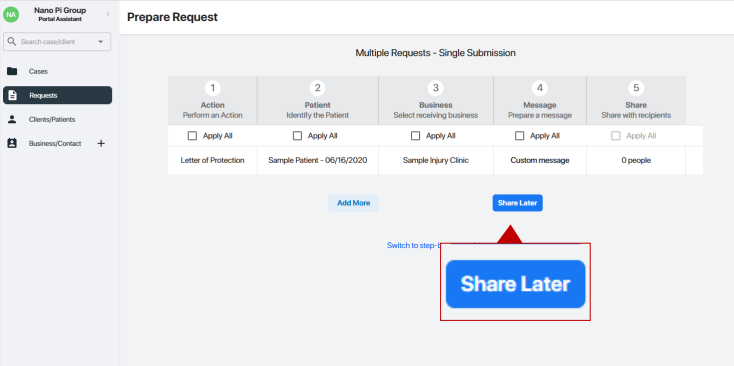 NA
Nano Pi Group
Portal Assistant
Prepare Request
Search case/client
Cases
Requests
Clients/Patients
Business/Contact
Multiple Requests - Single Submission
1 2 3 4 5
Action Patient Business Message Share
Perform an Action Identify the Patient Select receiving business Prepare a message Share with recipients
Apply All Apply All Apply All Apply All Apply All
Letter of Protection Sample Patient - 06/16/2020 Sample Injury Clinic Custom message 0 people
Add More Share Later
Switch to
Share Later